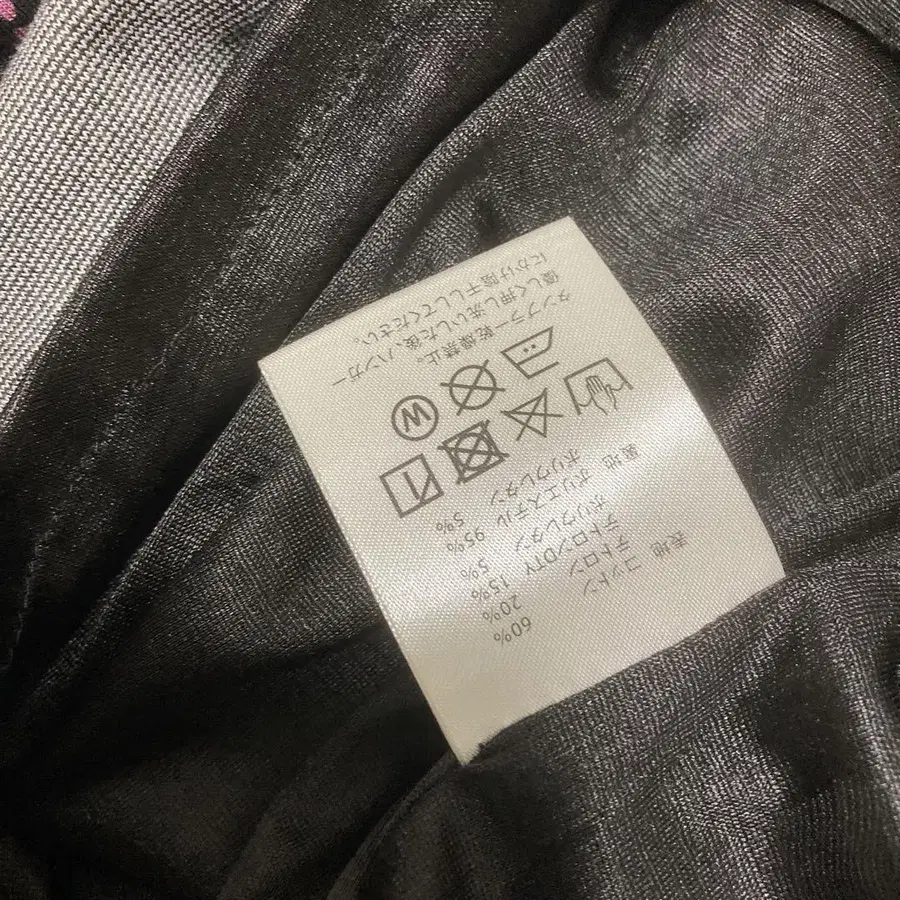 表地 コットン 60%
テトロン 20%
テトロンDTY 15%
ポリウレタン 5%
裏地 ポリエステル 95%
ポリウレタン 5%
W
タンブラー乾燥禁止。
優しく押し洗いした後、ハンガー
にかけ陰干ししてください。